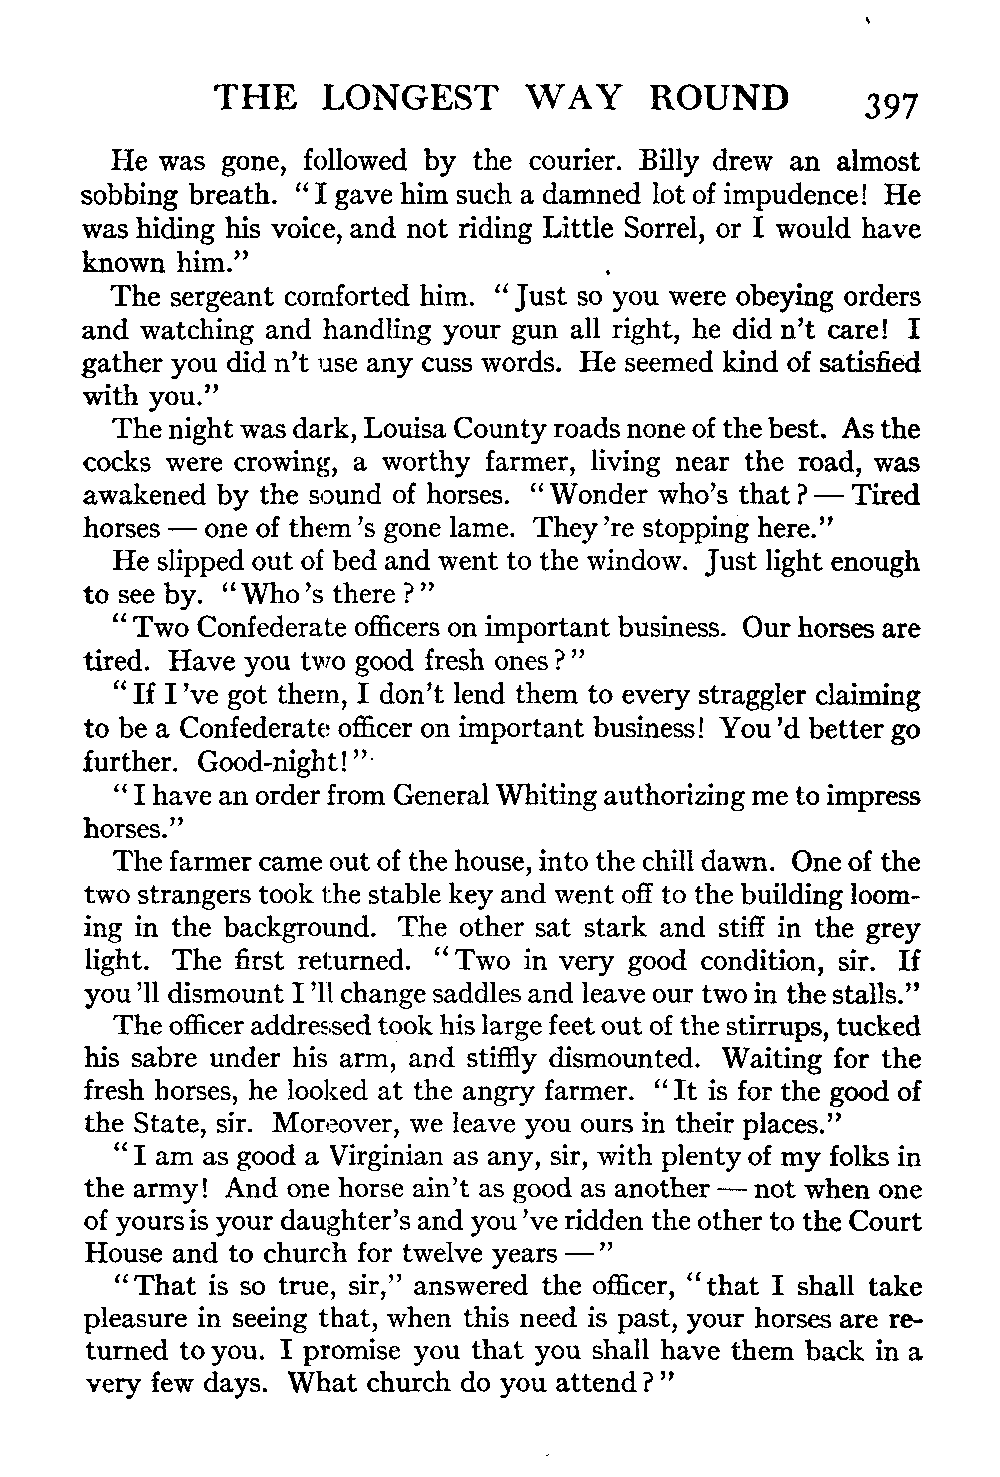 THE LONGEST WAY ROUND 397
He was gone, followed by the courier. Billy drew an almost
sobbing breath. "I gave him such a damned lot of impudence! He
was hiding his voice, and not riding Little Sorrel, or I would have
known him."
The sergeant comforted him. "Just so you were obeying orders
and watching and handling your gun all right, he did n't care! I
gather you did n't use any cuss words. He seemed kind of satisfied
with you."
The night was dark, Louisa County roads none of the best. As the
cocks were crowing, a worthy farmer, living near the road, was
awakened by the sound of horses. "Wonder who's that? — Tired
horses — one of them 's gone lame. They 're stopping here."
He slipped out of bed and went to the window. Just light enough
to see by. "Who 's there?"
"Two Confederate officers on important business. Our horses are
tired. Have you two good fresh ones?"
"If I 've got them, I don't lend them to every straggler claiming
to be a Confederate officer on important business! You 'd better go
further. Good-night!"
"I have an order from General Whiting authorizing me to impress
horses."
The farmer came out of the house, into the chill dawn. One of the
two strangers took the stable key and went off to the building loom-
ing in the background. The other sat stark and stiff in the grey
light. The first returned. "Two in very good condition, sir. If
you 'll dismount I 'll change saddles and leave our two in the stalls."
The officer addressed took his large feet out of the stirrups, tucked
his sabre under his arm, and stiffly dismounted. Waiting for the
fresh horses, he looked at the angry farmer. "It is for the good of
the State, sir. Moreover, we leave you ours in their places."
"I am as good a Virginian as any, sir, with plenty of my folks in
the army! And one horse ain't as good as another — not when one
of yours is your daughter's and you 've ridden the other to the Court
House and to church for twelve years —"
"That is so true, sir," answered the officer, "that I shall take
pleasure in seeing that, when this need is past, your horses are re-
turned to you. I promise you that you shall have them back in a
very few days. What church do you attend?"